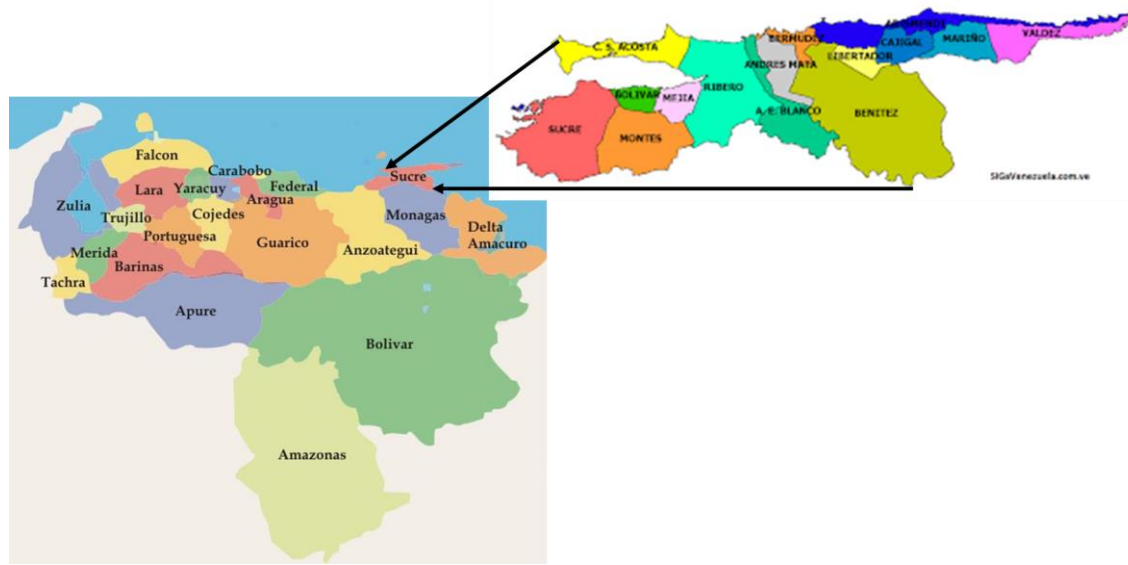 ARISMENDI
VALDEZ
BERMUDEZ
MARIÑO
CAJIGAL
C. S. ACOSTA
LIBERTADOR
ANDRES MATA
RIBERO
BOLIVAR
MEJIA
A. E. BLANCO
BENITEZ
SUCRE
MONTES
SIGaVenezuela.com.ve
Falcon
Carabobo
Sucre
Lara
Yaracuy
Federal
Aragua
Zulia
Trujillo
Cojedes
Monagas
Delta
Amacuro
Portuguesa
Guarico
Anzoategui
Merida
Barinas
Tachra
Apure
Bolivar
Amazonas